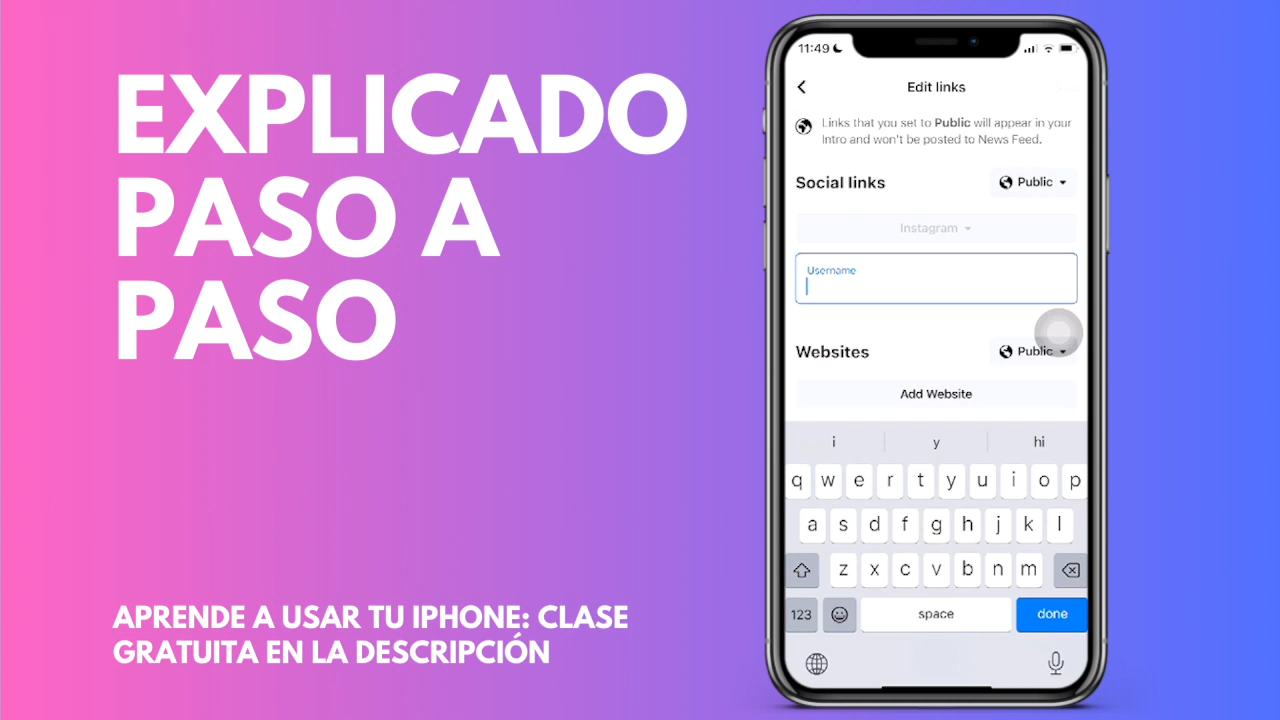 EXPLICADO
PASO A
PASO
APRENDE A USAR TU IPHONE: CLASE
GRATUITA EN LA DESCRIPCIÓN
11:49
Edit links
Links that you set to Public will appear in your
Intro and won't be posted to News Feed.
Social links Public
Instagram
Username
Websites Public
Add Website
i y hi
q w e r t y u i o p
a s d f g h j k l
z x c v b n m
123 space done